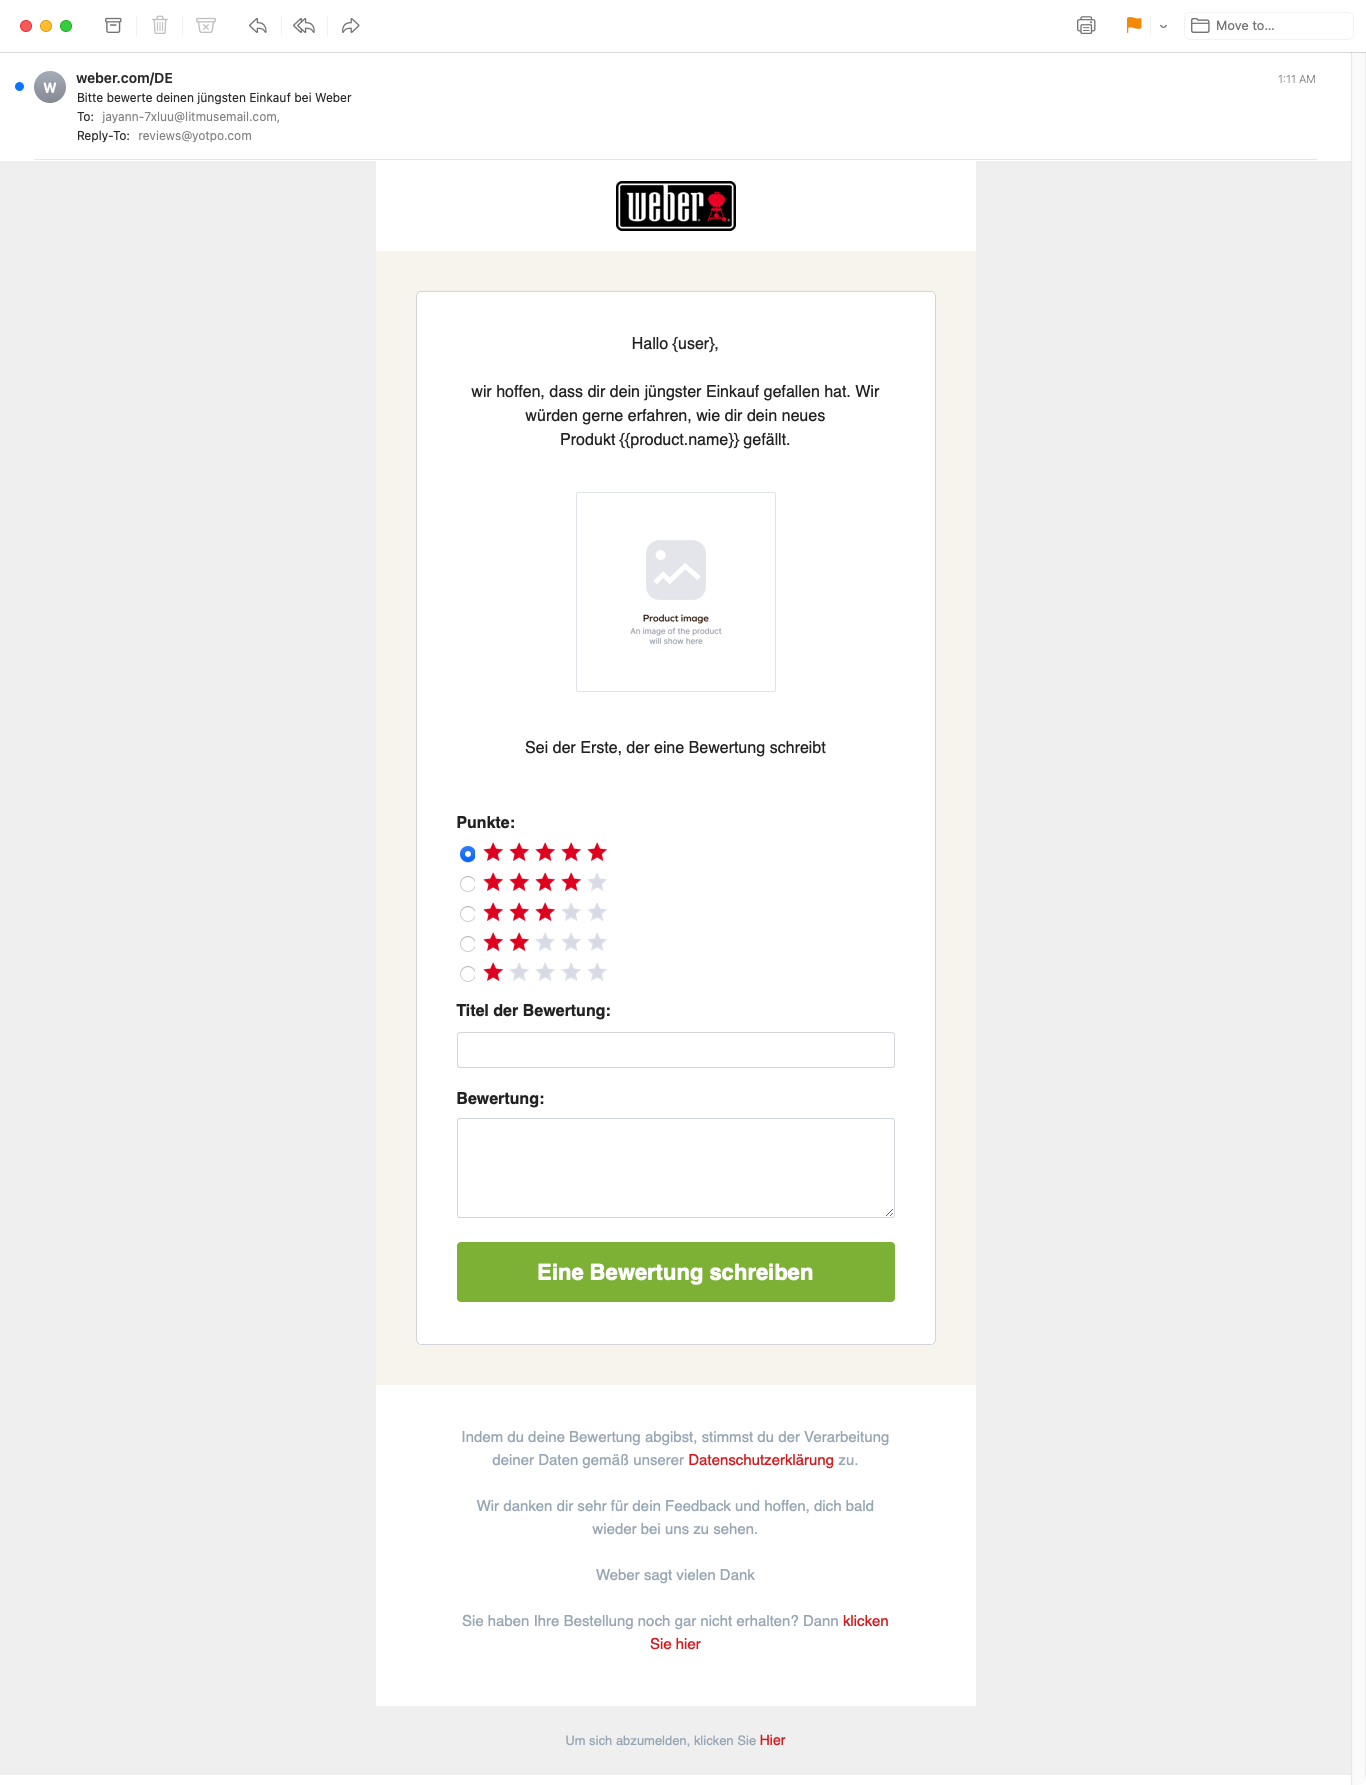 Move to...
W
weber.com/DE
1:11 AM
Bitte bewerte deinen jüngsten Einkauf bei Weber
To: jayann-7xluu@litmusemail.com,
Reply-To: reviews@yotpo.com
weber
Hallo {user},
wir hoffen, dass dir dein jüngster Einkauf gefallen hat. Wir
würden gerne erfahren, wie dir dein neues
Produkt {{product.name}} gefällt.
Product image
An image of the product
will show here
Sei der Erste, der eine Bewertung schreibt
Punkte:
Titel der Bewertung:
Bewertung:
Eine Bewertung schreiben
Indem du deine Bewertung abgibst, stimmst du der Verarbeitung
deiner Daten gemäß unserer Datenschutzerklärung zu.
Wir danken dir sehr für dein Feedback und hoffen, dich bald
wieder bei uns zu sehen.
Weber sagt vielen Dank
Sie haben Ihre Bestellung noch gar nicht erhalten? Dann klicken
Sie hier
Um sich abzumelden, klicken Sie Hier